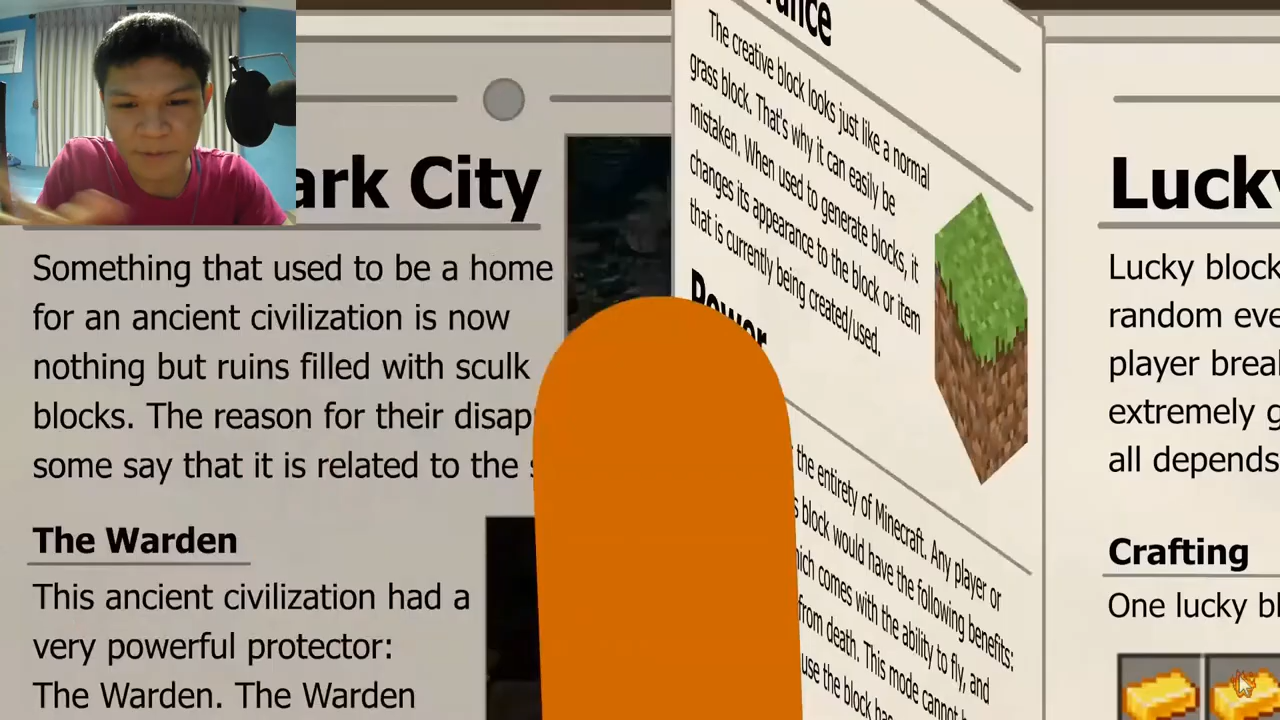 ark City
Something that used to be a home
for an ancient civilization is now
nothing but ruins filled with sculk
blocks. The reason for their disap
some say that it is related to the
The Warden
This ancient civilization had a
very powerful protector:
The Warden. The Warden
The creative block looks just like a normal
grass block. That's why it can easily be
mistaken. When used to generate blocks, it
changes its appearance to the block or item
that is currently being created/used.
Power
the entirety of Minecraft. Any player or
block would have the following benefits:
comes with the ability to fly, and
from death. This mode cannot
use the block has
Lucky
Lucky block
random eve
player brea
extremely g
all depends
Crafting
One lucky bl